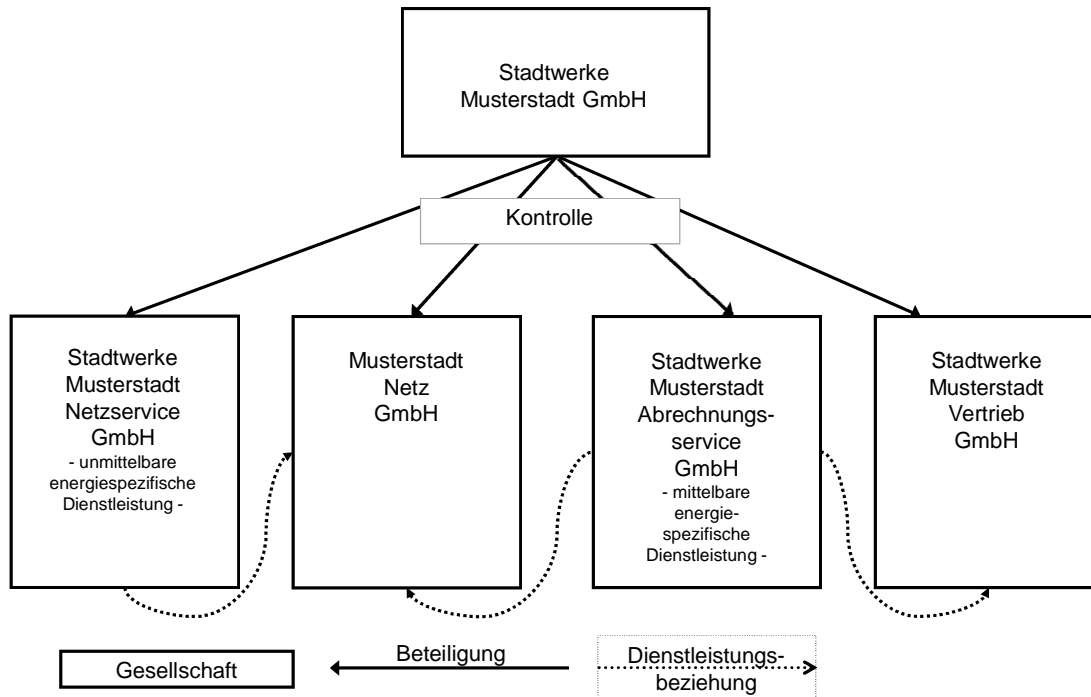 Stadtwerke
Musterstadt GmbH
Kontrolle
Stadtwerke
Musterstadt
Netzservice
GmbH
- unmittelbare
energiespezifische
Dienstleistung -
Musterstadt
Netz
GmbH
Stadtwerke
Musterstadt
Abrechnungs-
service
GmbH
- mittelbare
energie-
spezifische
Dienstleistung -
Stadtwerke
Musterstadt
Vertrieb
GmbH
Gesellschaft
Beteiligung
Dienstleistungs-
beziehung